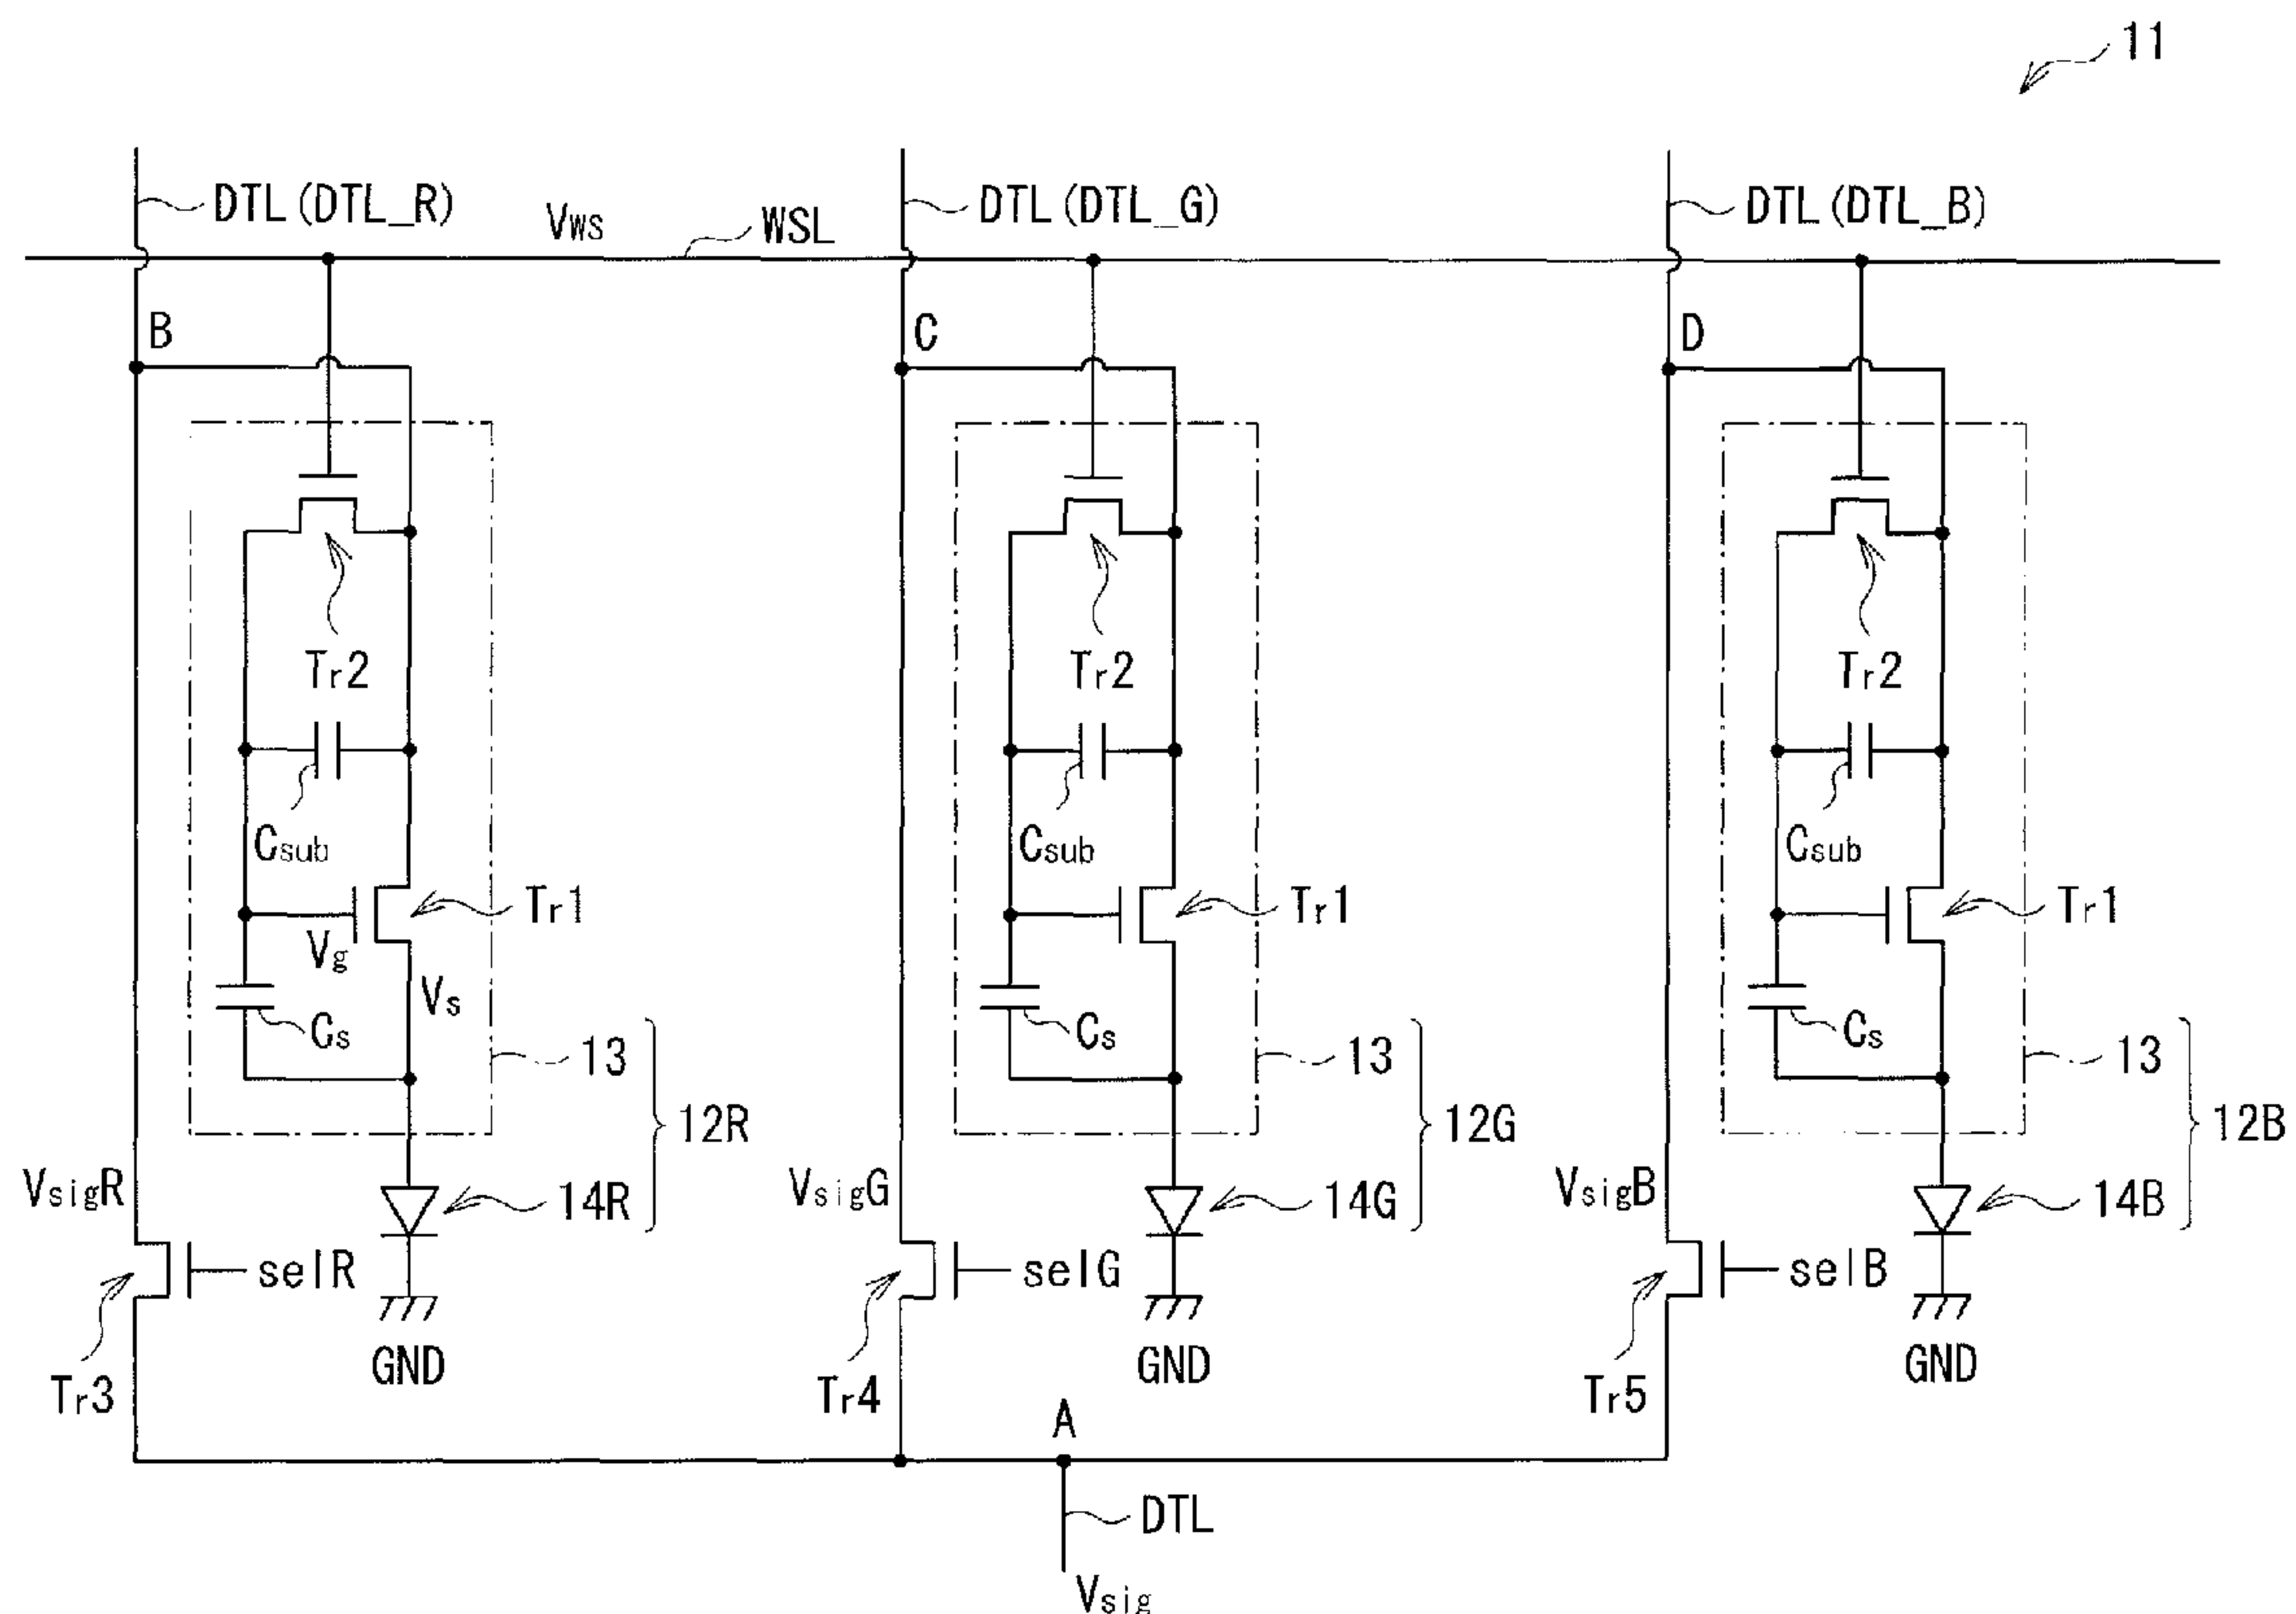 11
DTL(DTL_R)
VWS
WSL
DTL(DTL_G)
DTL(DTL_B)
B
C
D
Tr2
Tr2
Tr2
Csub
Csub
Csub
Tr1
Tr1
Tr1
Vg
Vs
Cs
Cs
Cs
13
13
13
12R
12G
12B
VsigR
VsigG
VsigB
14R
14G
14B
selR
selG
selB
GND
GND
GND
Tr3
Tr4
Tr5
A
DTL
Vsig